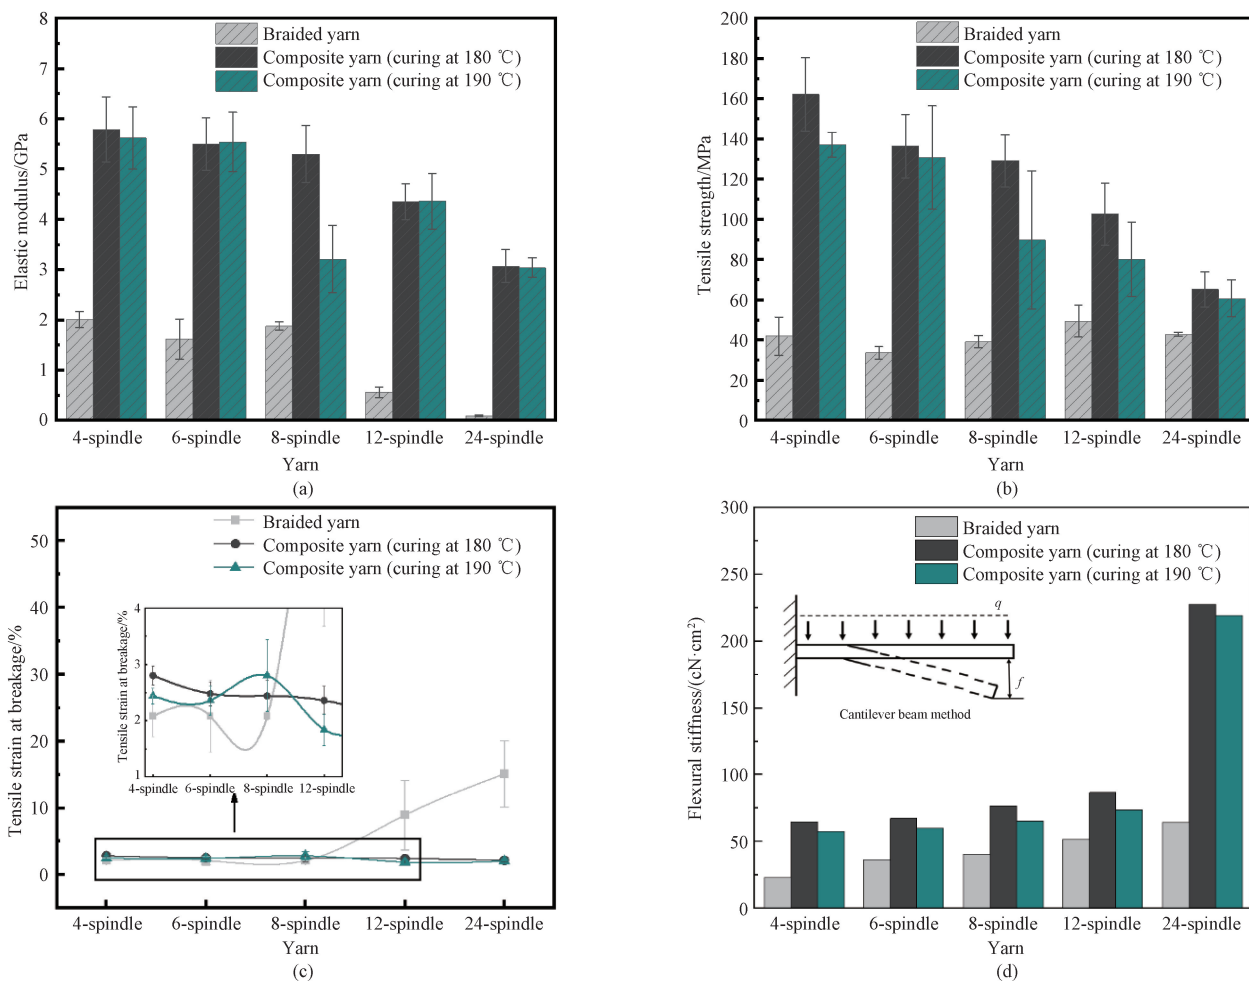 8
7
6
5
4
3
2
1
0
Elastic modulus/GPa
Braided yarn
Composite yarn (curing at 180 ℃)
Composite yarn (curing at 190 ℃)
4-spindle 6-spindle 8-spindle 12-spindle 24-spindle
Yarn
(a)
200
180
160
140
120
100
80
60
40
20
0
Tensile strength/MPa
Braided yarn
Composite yarn (curing at 180 ℃)
Composite yarn (curing at 190 ℃)
4-spindle 6-spindle 8-spindle 12-spindle 24-spindle
Yarn
(b)
50
40
30
20
15
10
5
0
Tensile strain at breakage/%
Braided yarn
Composite yarn (curing at 180 ℃)
Composite yarn (curing at 190 ℃)
4
3
2
1
Tensile strain at breakage/%
4-spindle 6-spindle 8-spindle 12-spindle
4-spindle 6-spindle 8-spindle 12-spindle 24-spindle
Yarn
(c)
300
250
200
150
100
50
0
Flexural stiffness/(cN·cm²)
Braided yarn
Composite yarn (curing at 180 ℃)
Composite yarn (curing at 190 ℃)
q
f
Cantilever beam method
4-spindle 6-spindle 8-spindle 12-spindle 24-spindle
Yarn
(d)